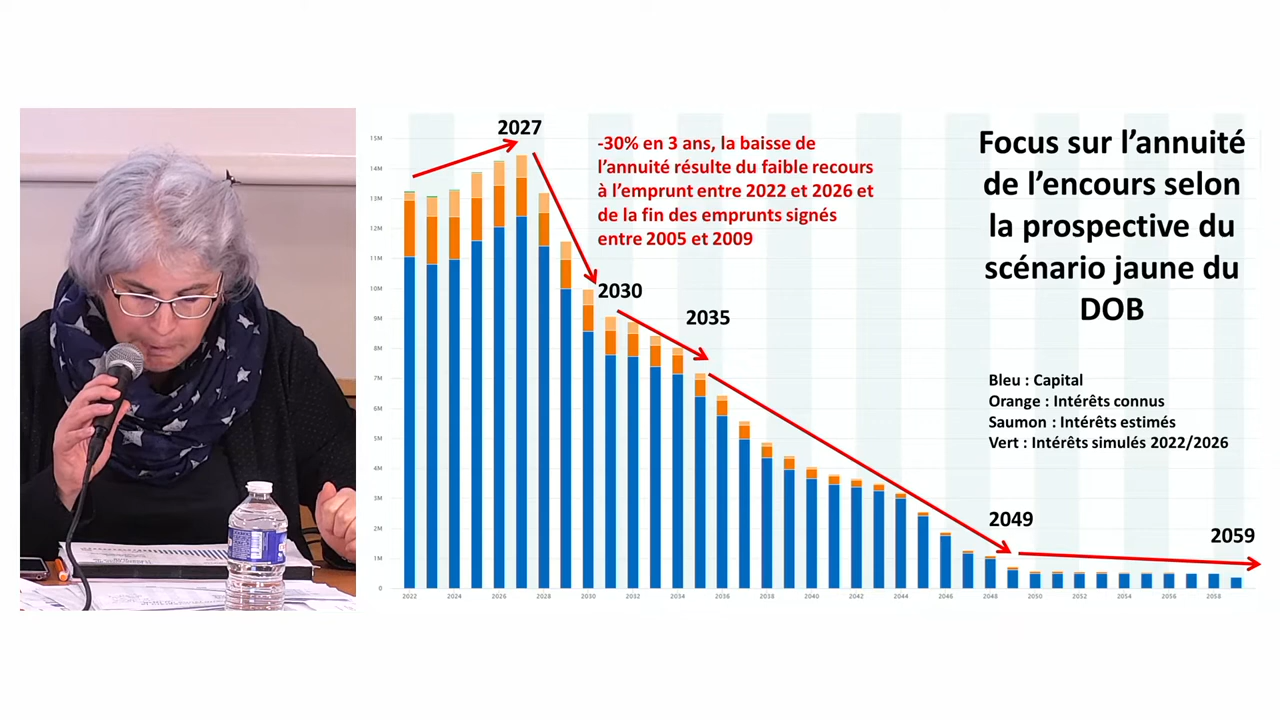 2027
-30% en 3 ans, la baisse de
l'annuité résulte du faible recours
à l'emprunt entre 2022 et 2026 et
de la fin des emprunts signés
entre 2005 et 2009
Focus sur l'annuité
de l'encours selon
la prospective du
scénario jaune du
DOB
2030
2035
Bleu : Capital
Orange : Intérêts connus
Saumon : Intérêts estimés
Vert : Intérêts simulés 2022/2026
2049
2059
15M
14M
13M
12M
11M
10M
9M
8M
7M
6M
5M
4M
3M
2M
1M
0
2022 2024 2026 2028 2030 2032 2034 2036 2038 2040 2042 2044 2046 2048 2050 2052 2054 2056 2058